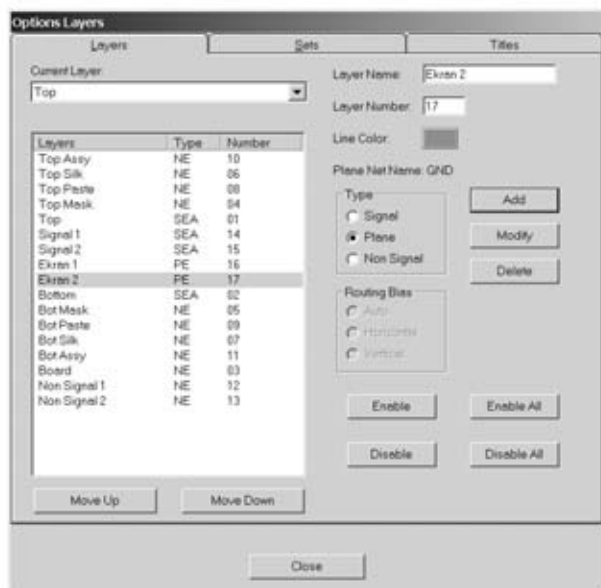 Options Layers
Layers Sets Titles
Current Layer:
Top
Layers Type Number
Top Assy NE 10
Top Silk NE 06
Top Paste NE 08
Top Mask NE 04
Top SEA 01
Signal 1 SEA 14
Signal 2 SEA 15
Ekran 1 PE 16
Ekran 2 PE 17
Bottom SEA 02
Bot Mask NE 05
Bot Paste NE 09
Bot Silk NE 07
Bot Assy NE 11
Board NE 03
Non Signal 1 NE 12
Non Signal 2 NE 13
Move Up Move Down
Layer Name: Ekran 2
Layer Number: 17
Line Color:
Plane Net Name: GND
Type
Signal
Plane
Non Signal
Add
Modify
Delete
Routing Bias
Auto
Horizontal
Vertical
Enable Enable All
Disable Disable All
Close